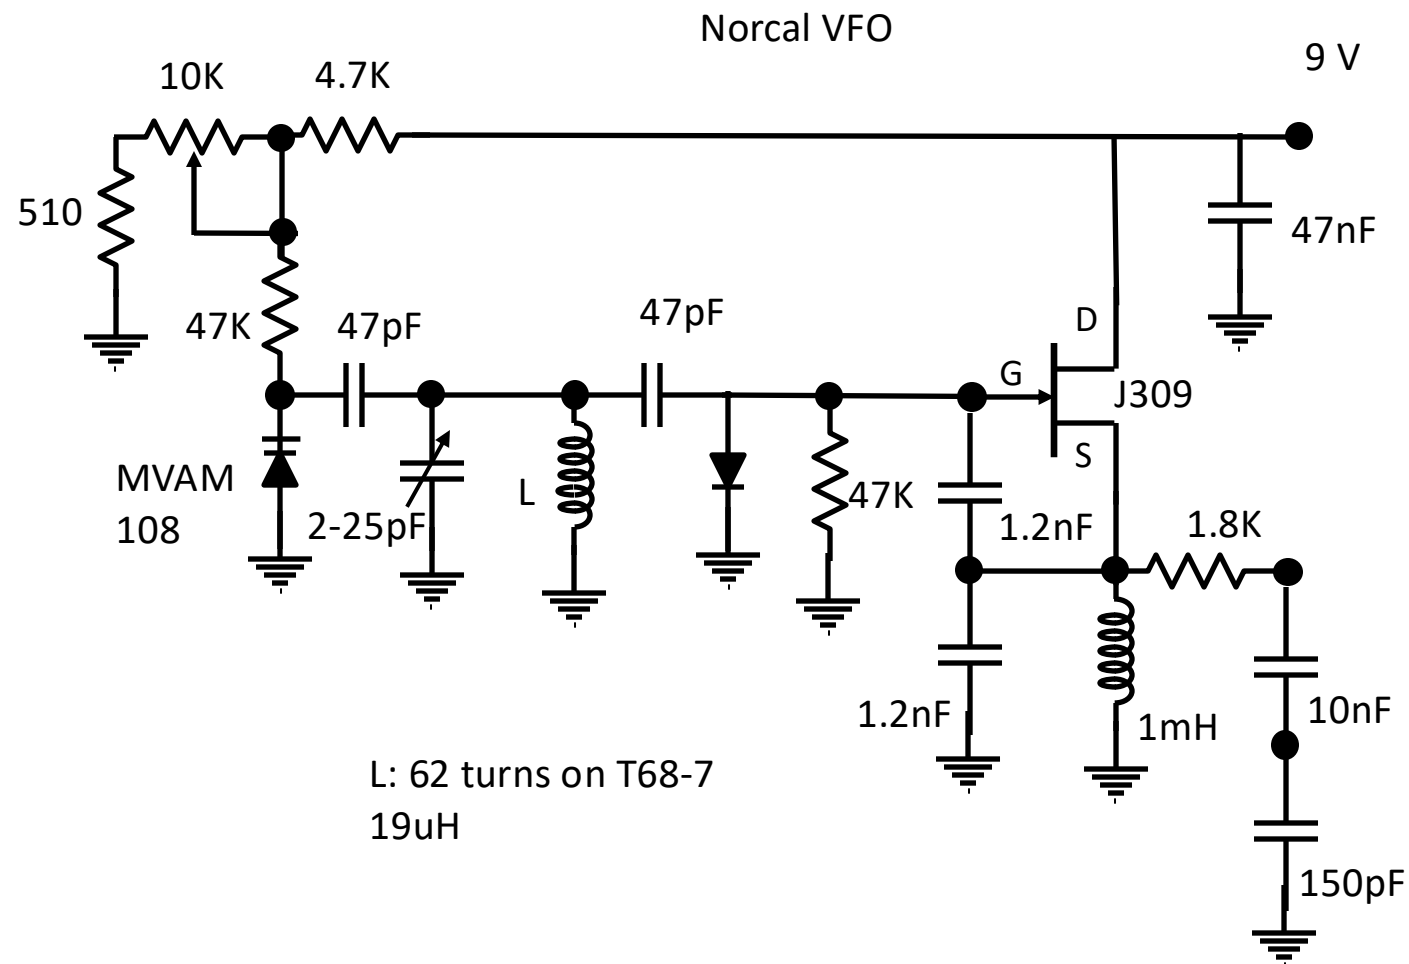 Norcal VFO
9 V
10K
4.7K
510
47nF
47K
47pF
47pF
D
G
J309
S
MVAM
108
2-25pF
L
47K
1.2nF
1.8K
1.2nF
1mH
10nF
L: 62 turns on T68-7
19uH
150pF